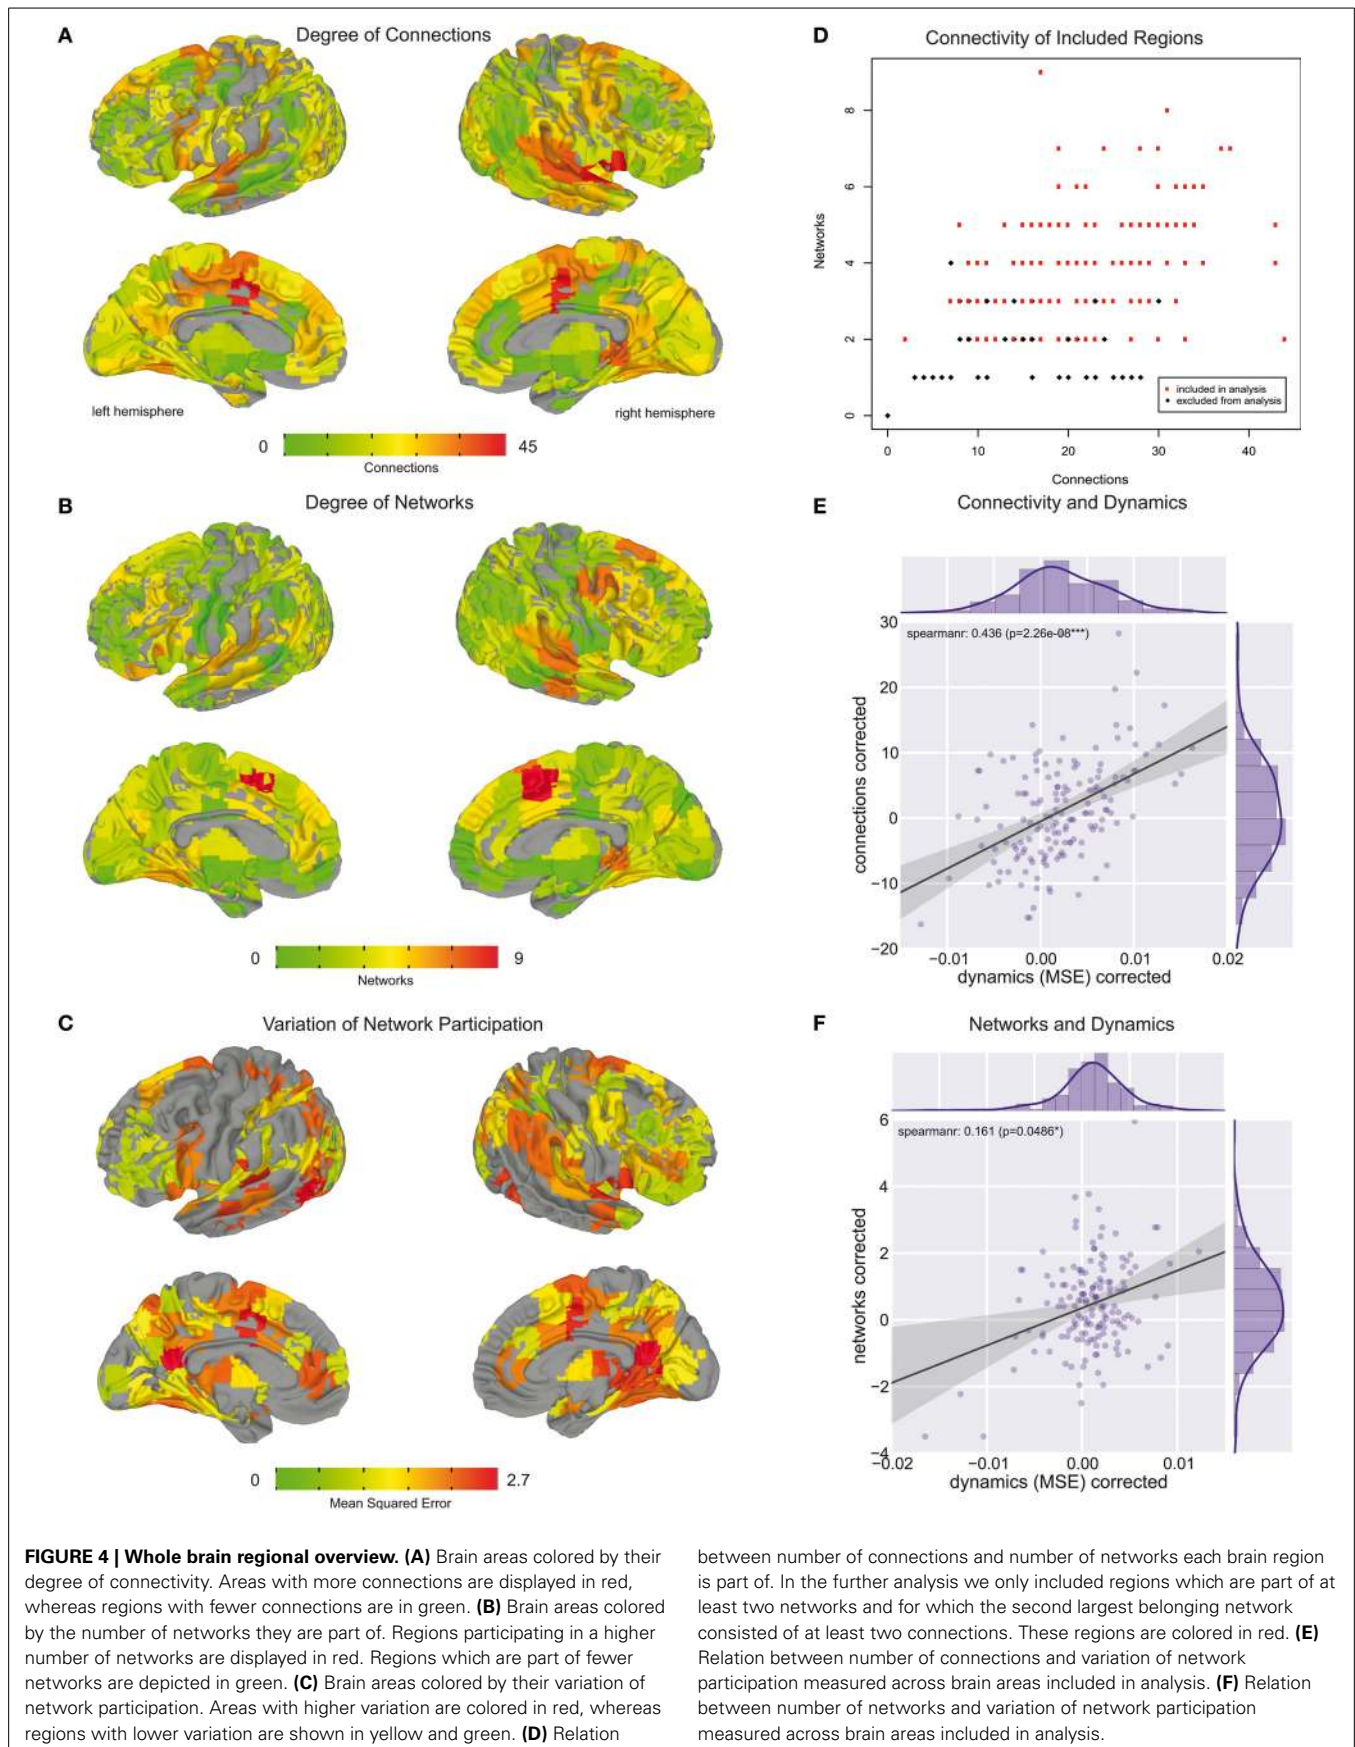 A
Degree of Connections
left hemisphere
right hemisphere
0
45
Connections
B
Degree of Networks
0
9
Networks
C
Variation of Network Participation
0
2.7
Mean Squared Error
D
Connectivity of Included Regions
8
6
4
2
0
Networks
included in analysis
excluded from analysis
0 10 20 30 40
Connections
E
Connectivity and Dynamics
spearmanr: 0.436 (p=2.26e-08***)
30
20
10
0
−10
−20
connections corrected
−0.01 0.00 0.01 0.02
dynamics (MSE) corrected
F
Networks and Dynamics
spearmanr: 0.161 (p=0.0486*)
6
4
2
0
−2
−4
networks corrected
−0.02 −0.01 0.00 0.01
dynamics (MSE) corrected
FIGURE 4 | Whole brain regional overview. (A) Brain areas colored by their
degree of connectivity. Areas with more connections are displayed in red,
whereas regions with fewer connections are in green. (B) Brain areas colored
by the number of networks they are part of. Regions participating in a higher
number of networks are displayed in red. Regions which are part of fewer
networks are depicted in green. (C) Brain areas colored by their variation of
network participation. Areas with higher variation are colored in red, whereas
regions with lower variation are shown in yellow and green. (D) Relation
between number of connections and number of networks each brain region
is part of. In the further analysis we only included regions which are part of at
least two networks and for which the second largest belonging network
consisted of at least two connections. These regions are colored in red. (E)
Relation between number of connections and variation of network
participation measured across brain areas included in analysis. (F) Relation
between number of networks and variation of network participation
measured across brain areas included in analysis.